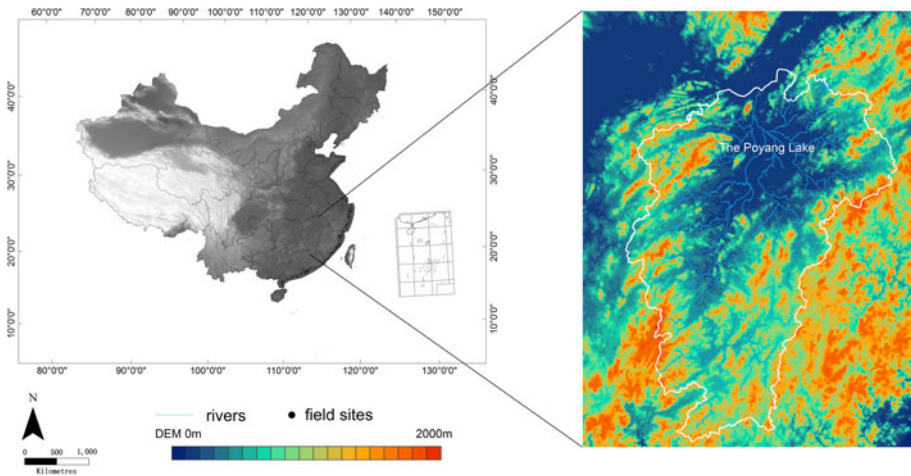 60°0'0" 70°0'0" 80°0'0" 90°0'0" 100°0'0" 110°0'0" 120°0'0" 130°0'0" 140°0'0" 150°0'0"
40°0'0" 40°0'0"
30°0'0" 30°0'0"
20°0'0" 20°0'0"
10°0'0" 10°0'0"
80°0'0" 90°0'0" 100°0'0" 110°0'0" 120°0'0" 130°0'0"
The Poyang Lake
N
0 500 1,000
Kilometres
rivers field sites
DEM 0m 2000m